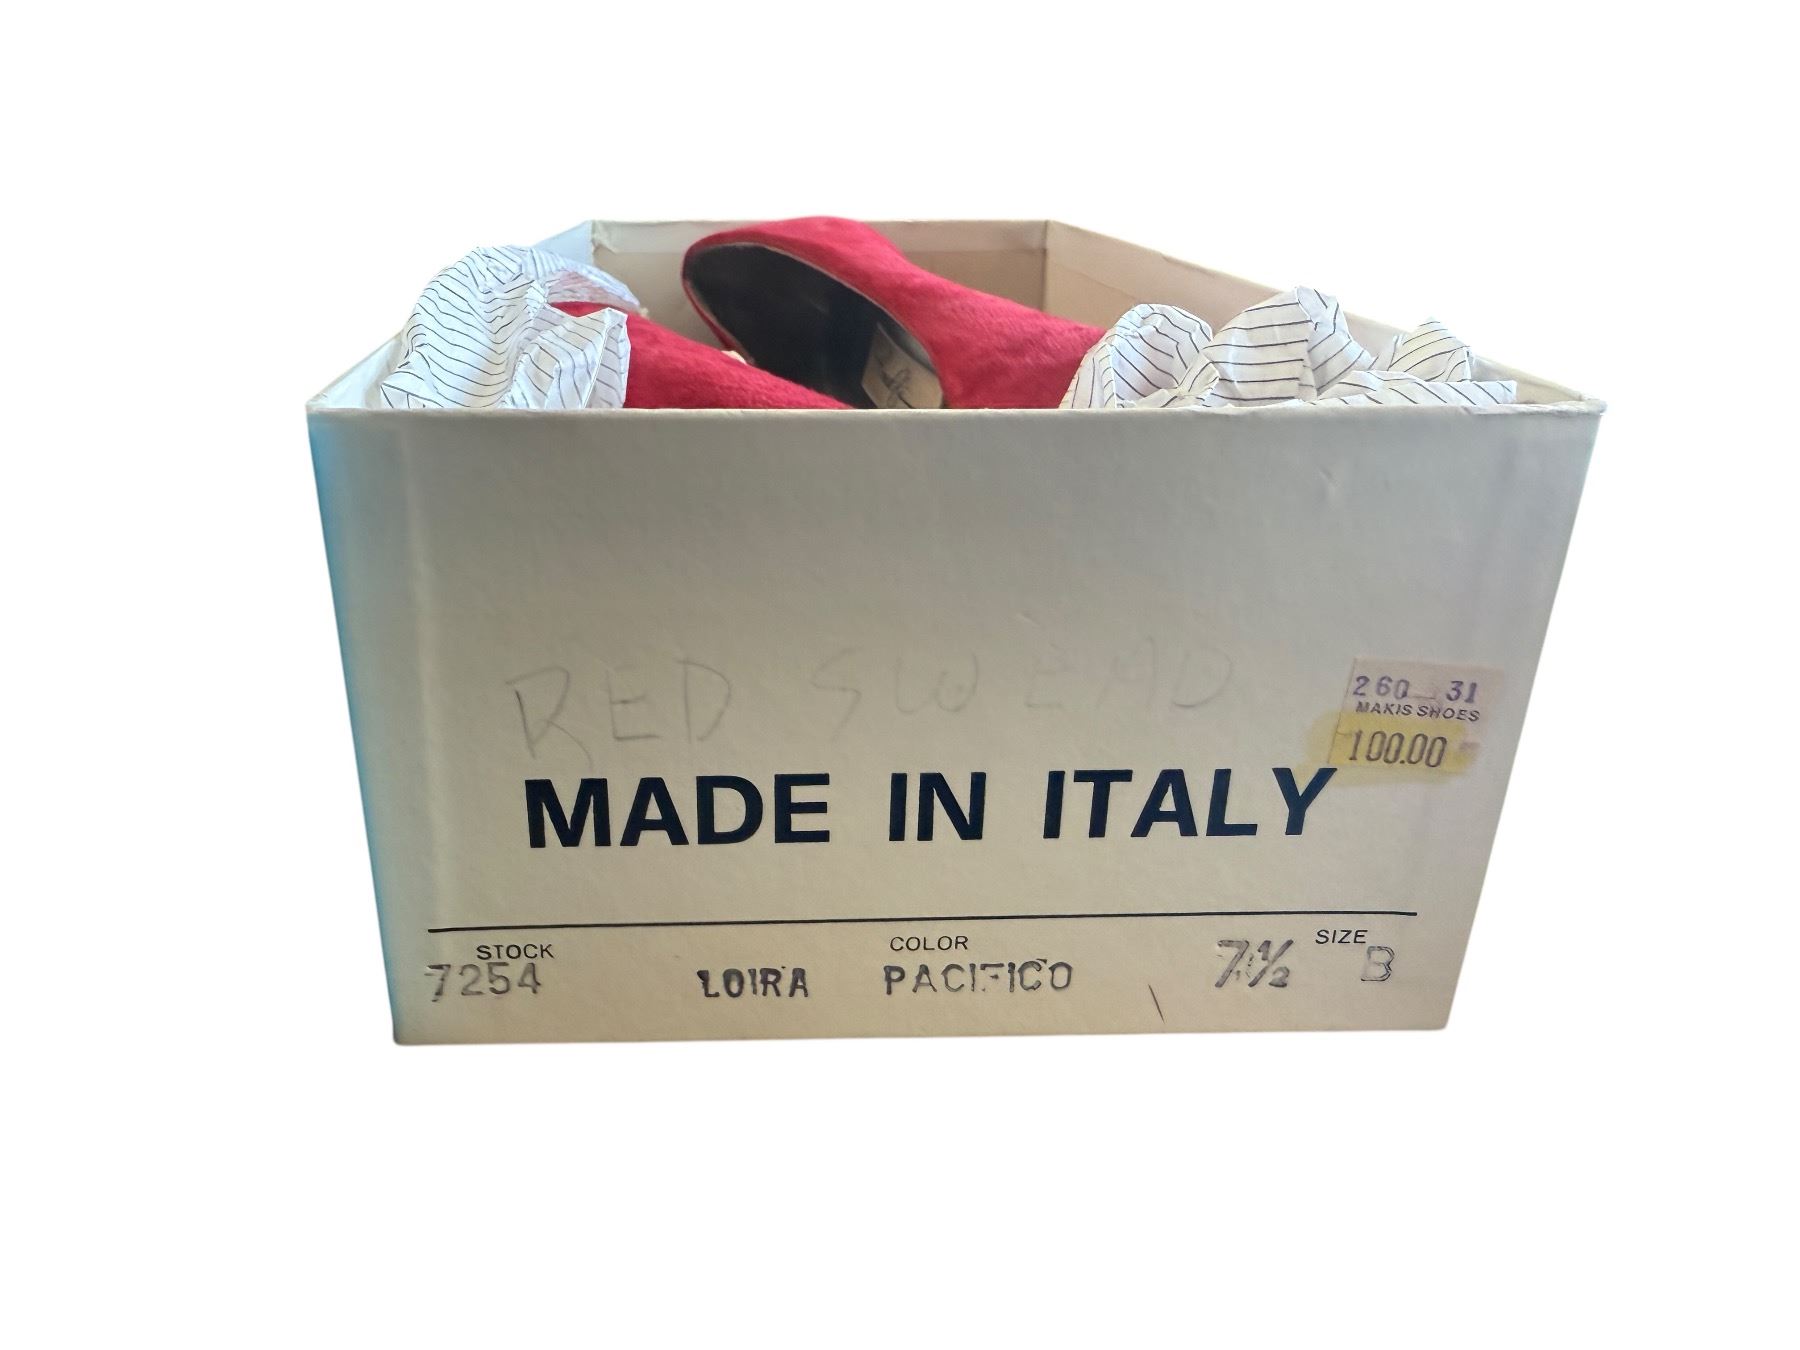 RED SWEAD
260 31
MAKIS SHOES
100.00
MADE IN ITALY
STOCK COLOR SIZE
7254 LOIRA PACIFICO 7½ B